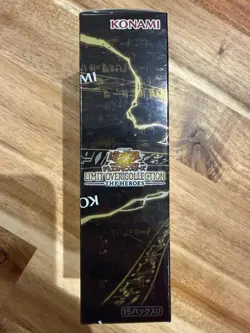 KONAMI
LIMIT OVER COLLECTION
THE HEROES
15パック入り